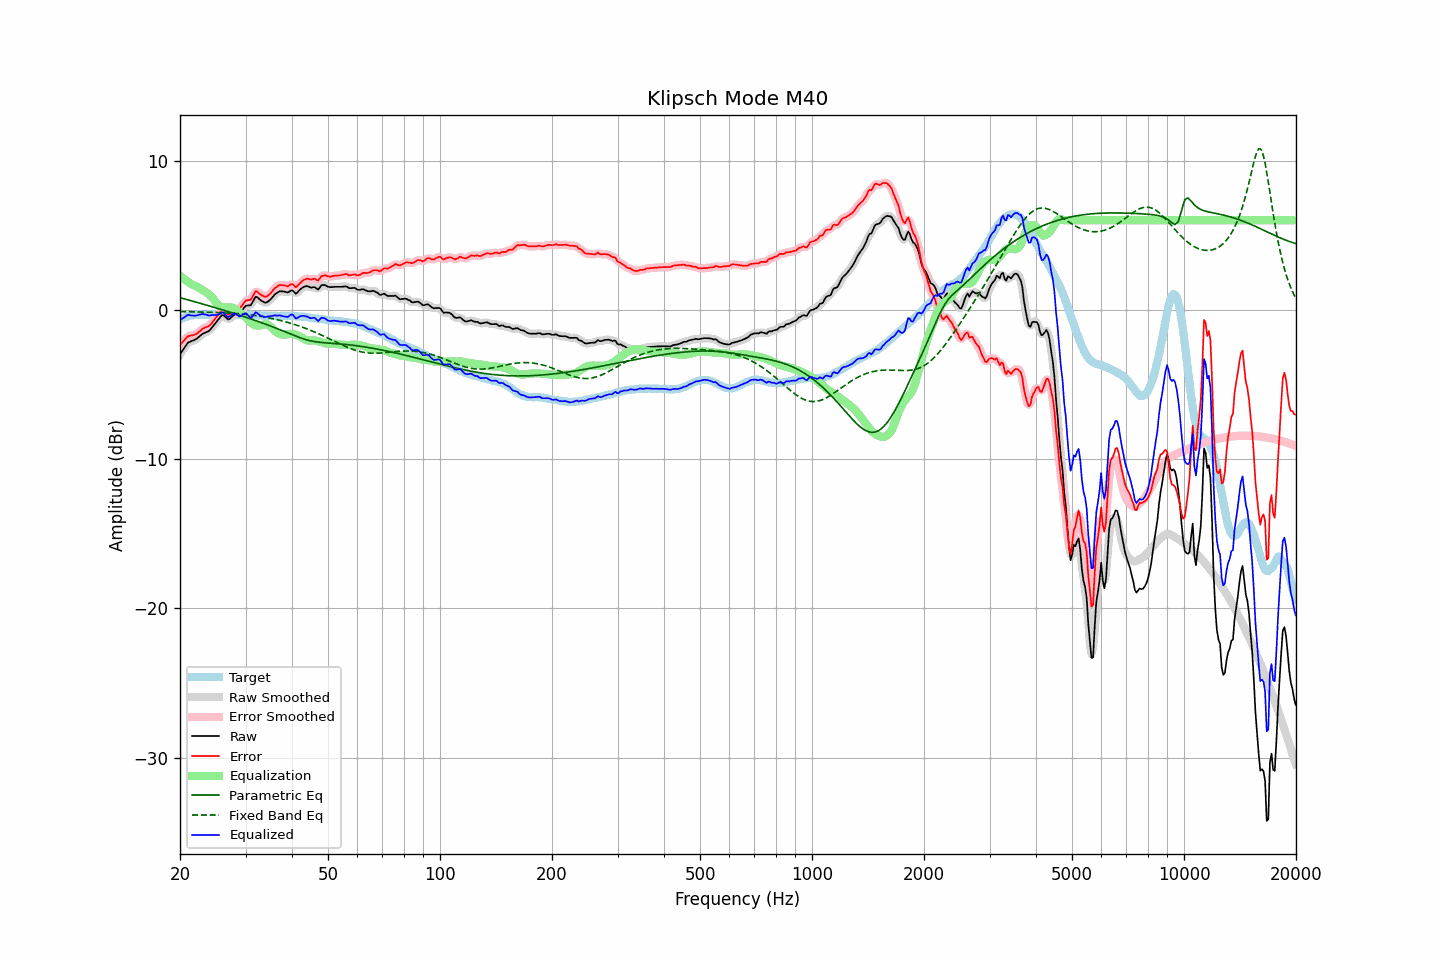 Klipsch Mode M40
Amplitude (dBr)
10
0
−10
−20
−30
Target
Raw Smoothed
Error Smoothed
Raw
Error
Equalization
Parametric Eq
Fixed Band Eq
Equalized
20 50 100 200 500 1000 2000 5000 10000 20000
Frequency (Hz)